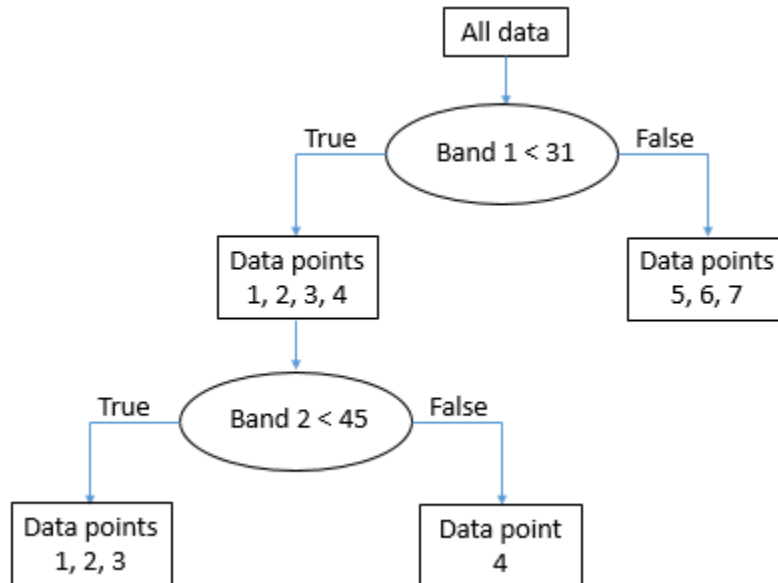 All data
True
Band 1 < 31
False
Data points
1, 2, 3, 4
Data points
5, 6, 7
True
Band 2 < 45
False
Data points
1, 2, 3
Data point
4